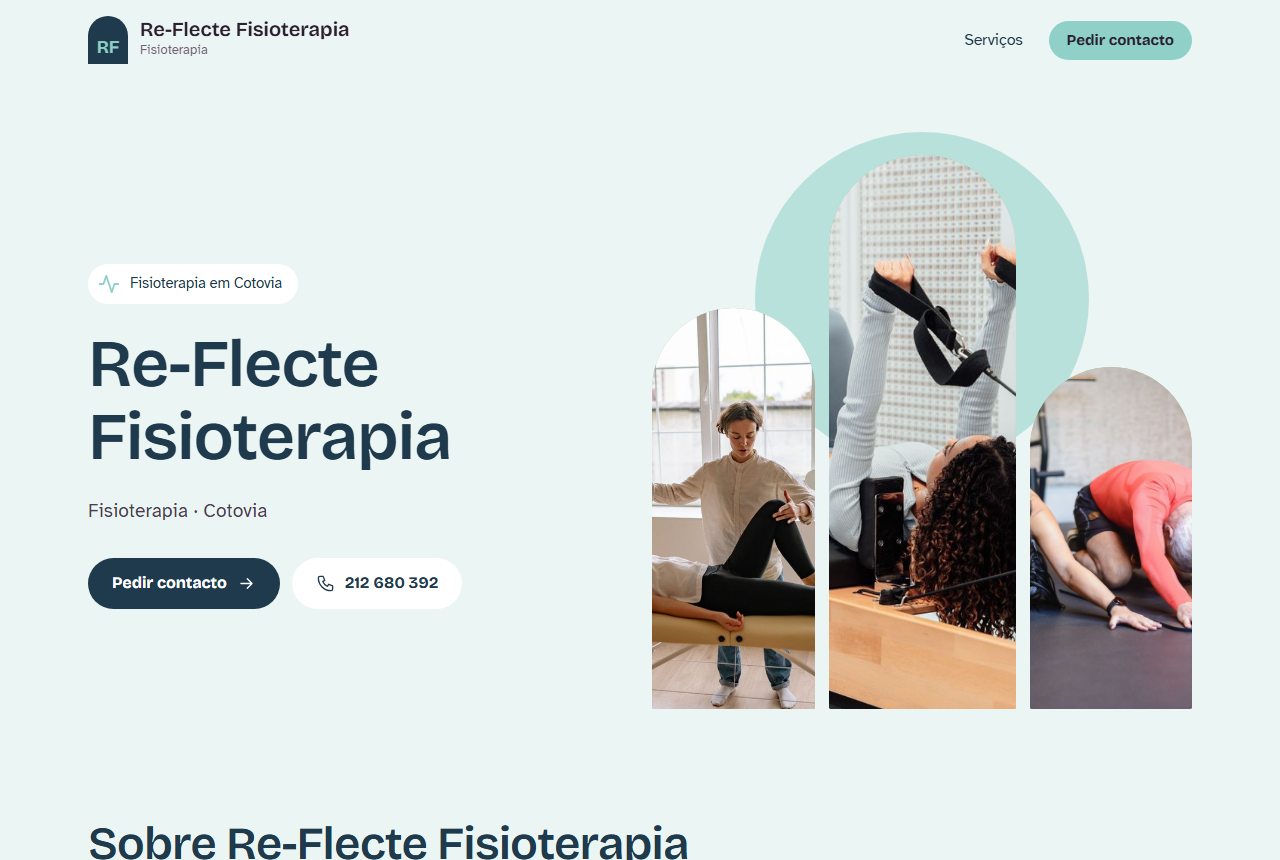 RF
Re-Flecte Fisioterapia
Fisioterapia
Serviços
Pedir contacto
Fisioterapia em Cotovia
Re-Flecte
Fisioterapia
Fisioterapia · Cotovia
Pedir contacto
212 680 392
Sobre Re-Flecte Fisioterapia